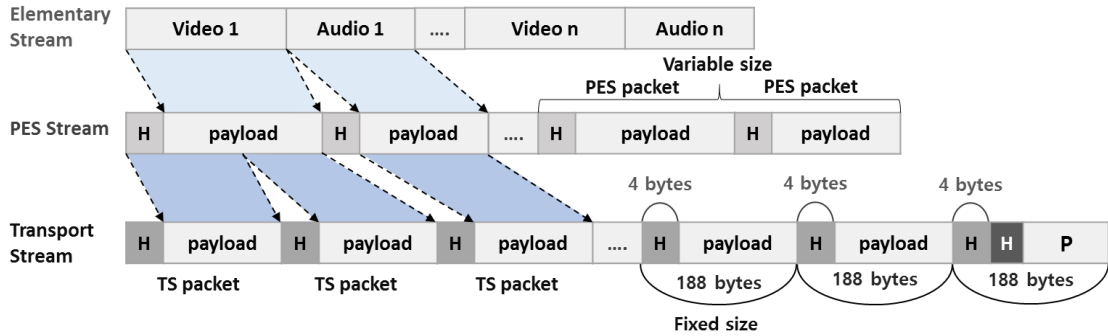 Elementary
Stream
Video 1
Audio 1
....
Video n
Audio n
Variable size
PES packet
PES packet
PES Stream
H
payload
H
payload
....
H
payload
H
payload
4 bytes
4 bytes
4 bytes
Transport
Stream
H
payload
H
payload
H
payload
....
H
payload
H
payload
H
H
P
TS packet
TS packet
TS packet
188 bytes
188 bytes
188 bytes
Fixed size